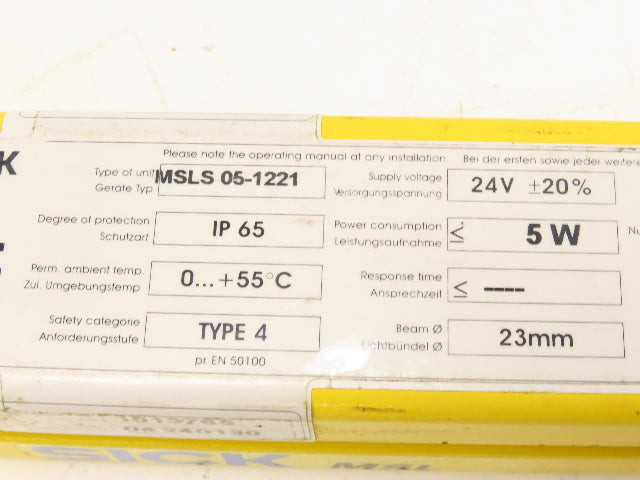 Please note the operating manual at any installation. Bei der ersten sowie jeder weitere
K
Type of unit MSLS 05-1221 Supply voltage 24V ±20%
Geräte Typ Versorgungsspannung
Degree of protection IP 65 Power consumption ≤ 5 W
Schutzart Leistungsaufnahme Nu
Perm. ambient temp. 0...+55°C Response time ≤ ----
Zul. Umgebungstemp. Ansprechzeit
Safety categorie TYPE 4 Beam Ø 23mm
Anforderungsstufe Lichtbündel Ø
pr EN 50100
SICK MSL